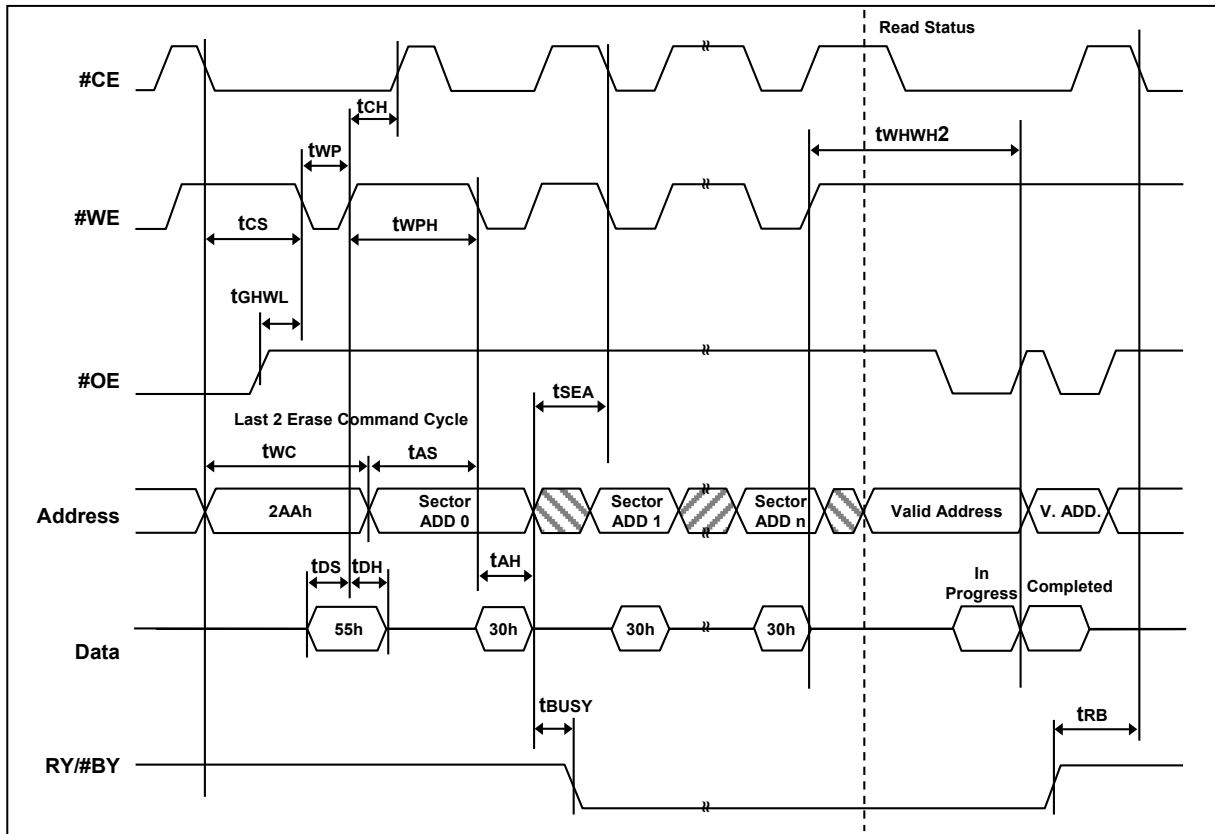 Read Status
#CE
tCH
tWHWH2
tWP
#WE
tCS
tWPH
tGHWL
#OE
tSEA
Last 2 Erase Command Cycle
tWC
tAS
Address
2AAh
Sector
ADD 0
Sector
ADD 1
Sector
ADD n
Valid Address
V. ADD.
tDS
tDH
tAH
In
Progress
Completed
Data
55h
30h
30h
30h
tBUSY
tRB
RY/#BY